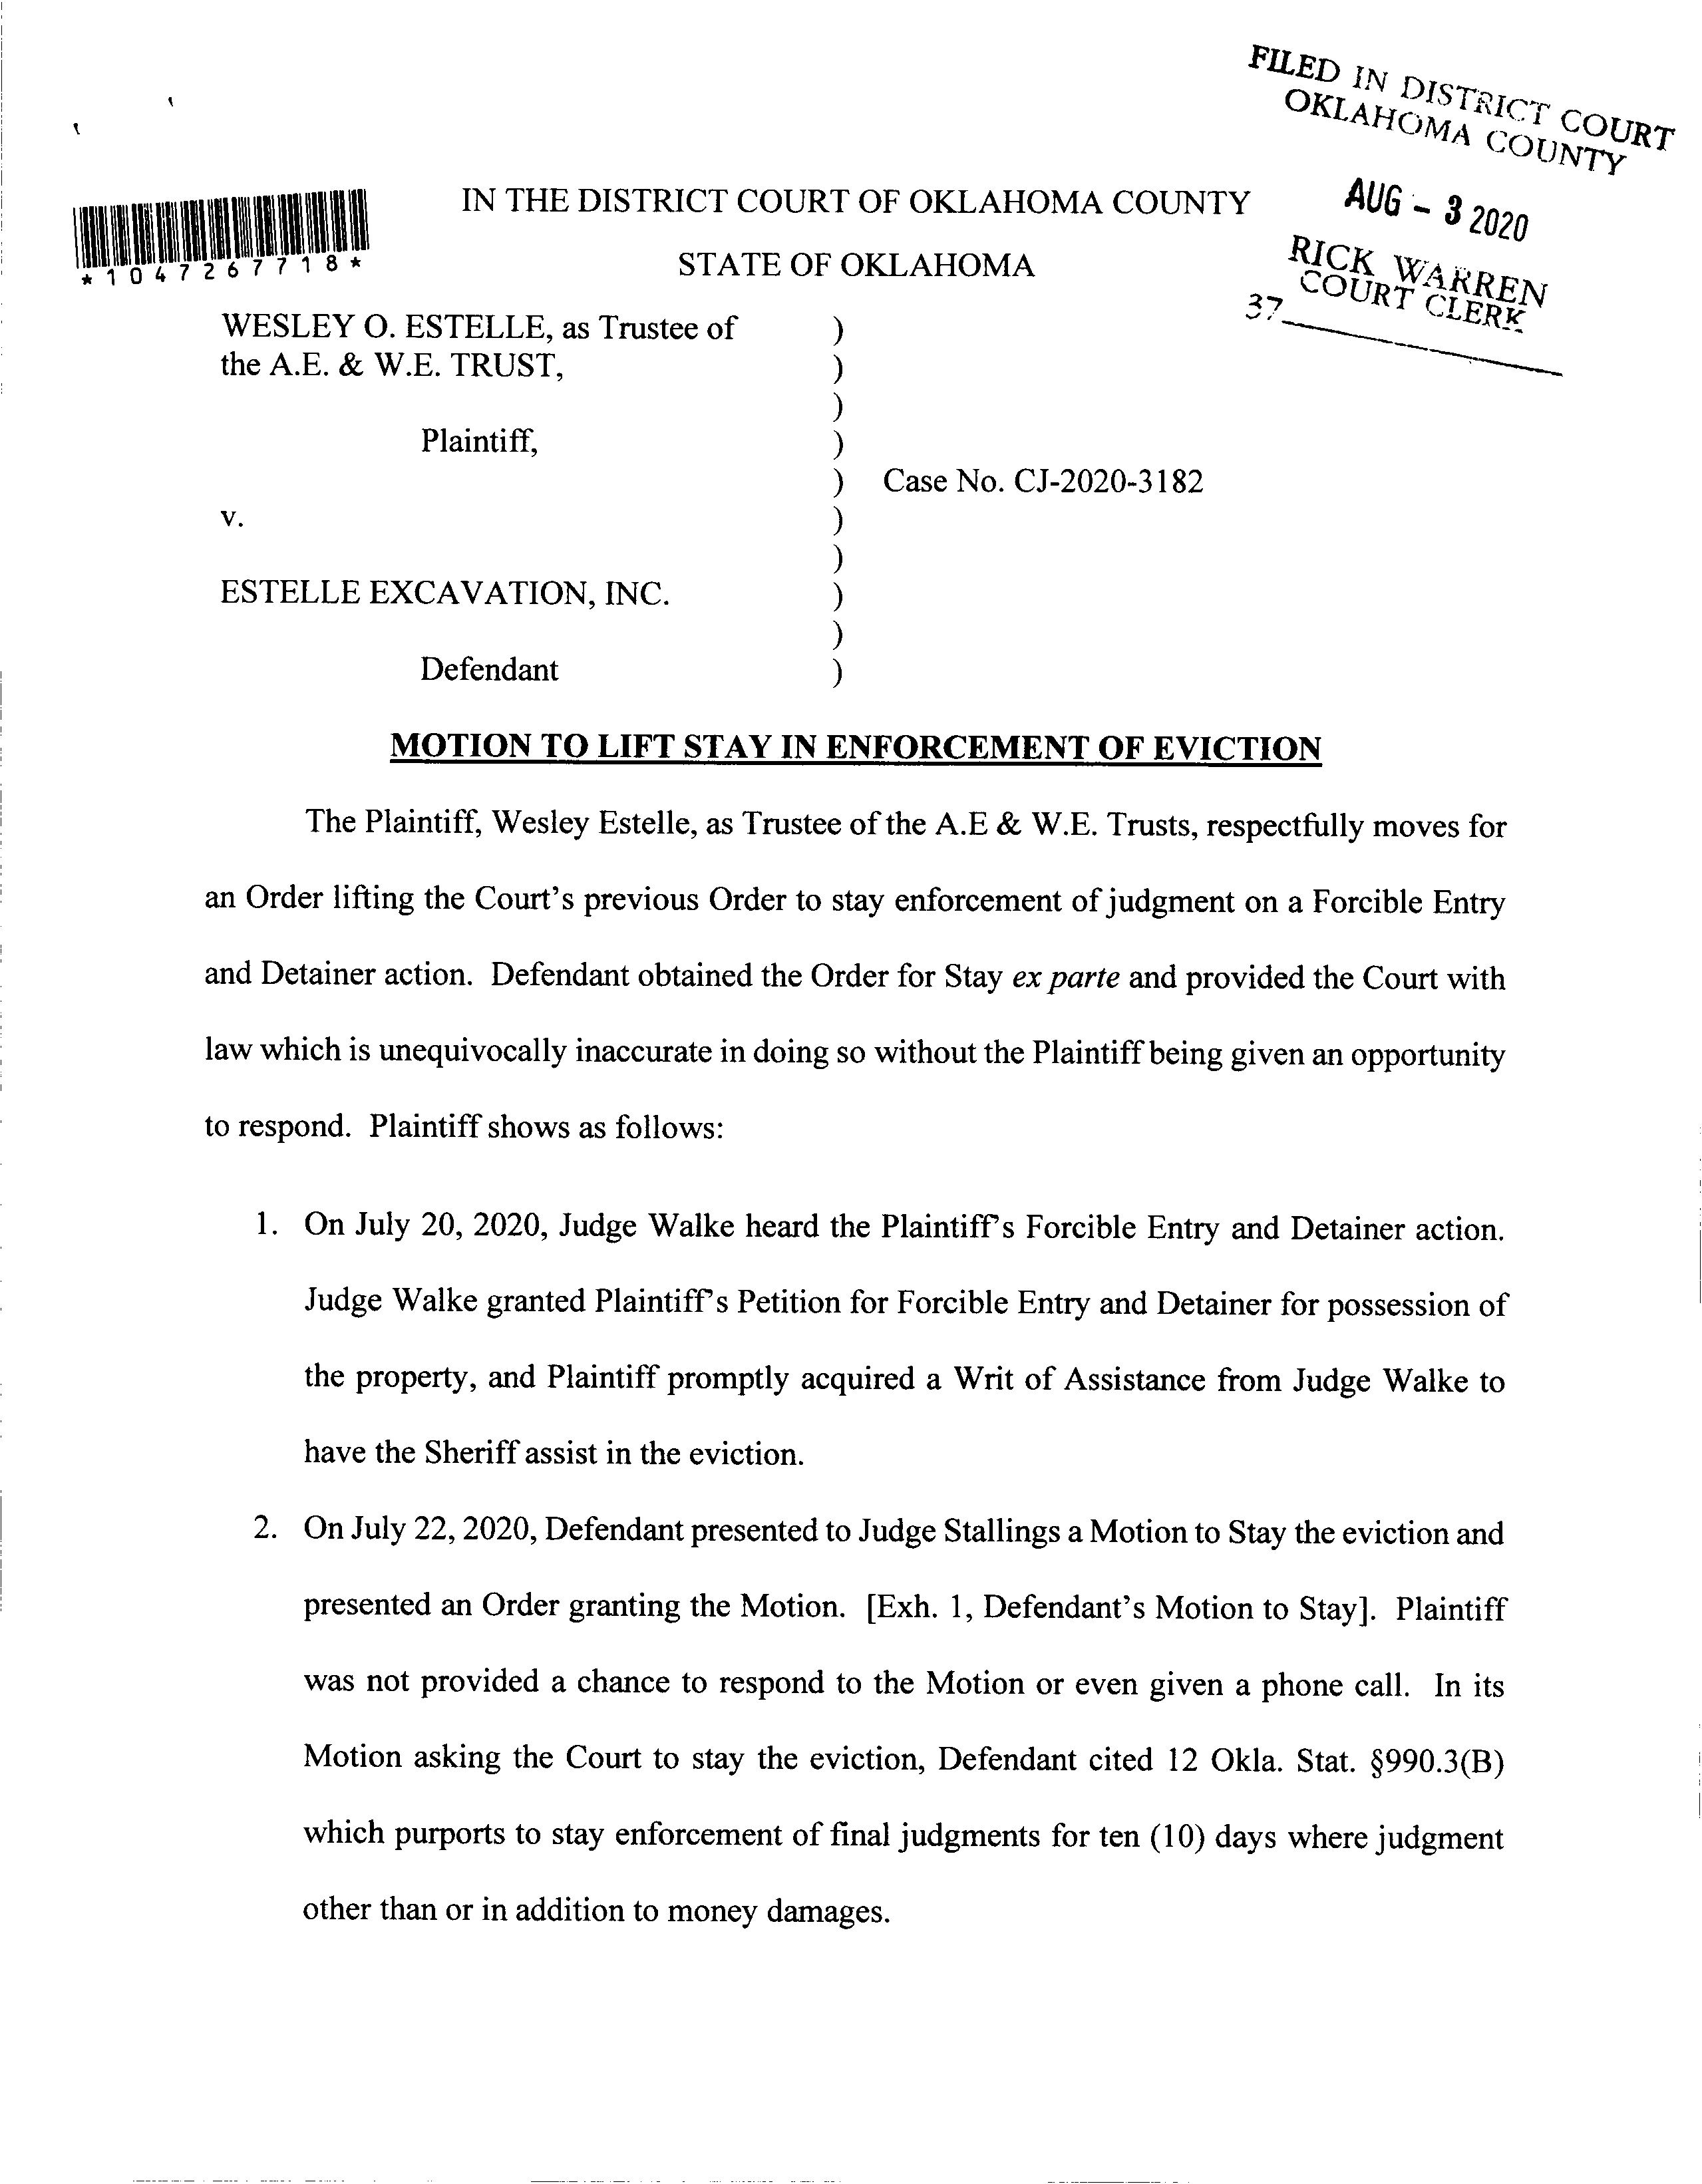 FILED IN DISTRICT COURT
OKLAHOMA COUNTY
AUG - 3 2020
RICK WARREN
COURT CLERK
37
*1047267718*
IN THE DISTRICT COURT OF OKLAHOMA COUNTY
STATE OF OKLAHOMA
WESLEY O. ESTELLE, as Trustee of )
the A.E. & W.E. TRUST, )
)
Plaintiff, )
) Case No. CJ-2020-3182
v. )
)
ESTELLE EXCAVATION, INC. )
)
Defendant )
MOTION TO LIFT STAY IN ENFORCEMENT OF EVICTION
The Plaintiff, Wesley Estelle, as Trustee of the A.E & W.E. Trusts, respectfully moves for
an Order lifting the Court's previous Order to stay enforcement of judgment on a Forcible Entry
and Detainer action. Defendant obtained the Order for Stay ex parte and provided the Court with
law which is unequivocally inaccurate in doing so without the Plaintiff being given an opportunity
to respond. Plaintiff shows as follows:
1. On July 20, 2020, Judge Walke heard the Plaintiff's Forcible Entry and Detainer action.
Judge Walke granted Plaintiff's Petition for Forcible Entry and Detainer for possession of
the property, and Plaintiff promptly acquired a Writ of Assistance from Judge Walke to
have the Sheriff assist in the eviction.
2. On July 22, 2020, Defendant presented to Judge Stallings a Motion to Stay the eviction and
presented an Order granting the Motion. [Exh. 1, Defendant's Motion to Stay]. Plaintiff
was not provided a chance to respond to the Motion or even given a phone call. In its
Motion asking the Court to stay the eviction, Defendant cited 12 Okla. Stat. §990.3(B)
which purports to stay enforcement of final judgments for ten (10) days where judgment
other than or in addition to money damages.